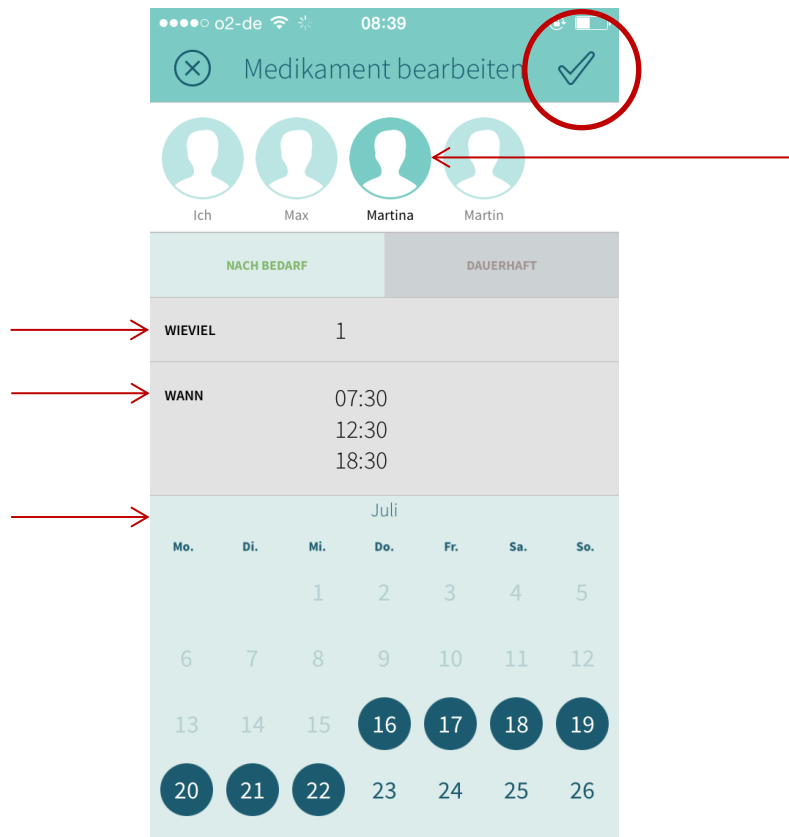 o2-de 08:39
Medikament bearbeiten
Ich Max Martina Martin
NACH BEDARF DAUERHAFT
WIEVIEL 1
WANN 07:30
12:30
18:30
Juli
Mo. Di. Mi. Do. Fr. Sa. So.
1 2 3 4 5
6 7 8 9 10 11 12
13 14 15 16 17 18 19
20 21 22 23 24 25 26